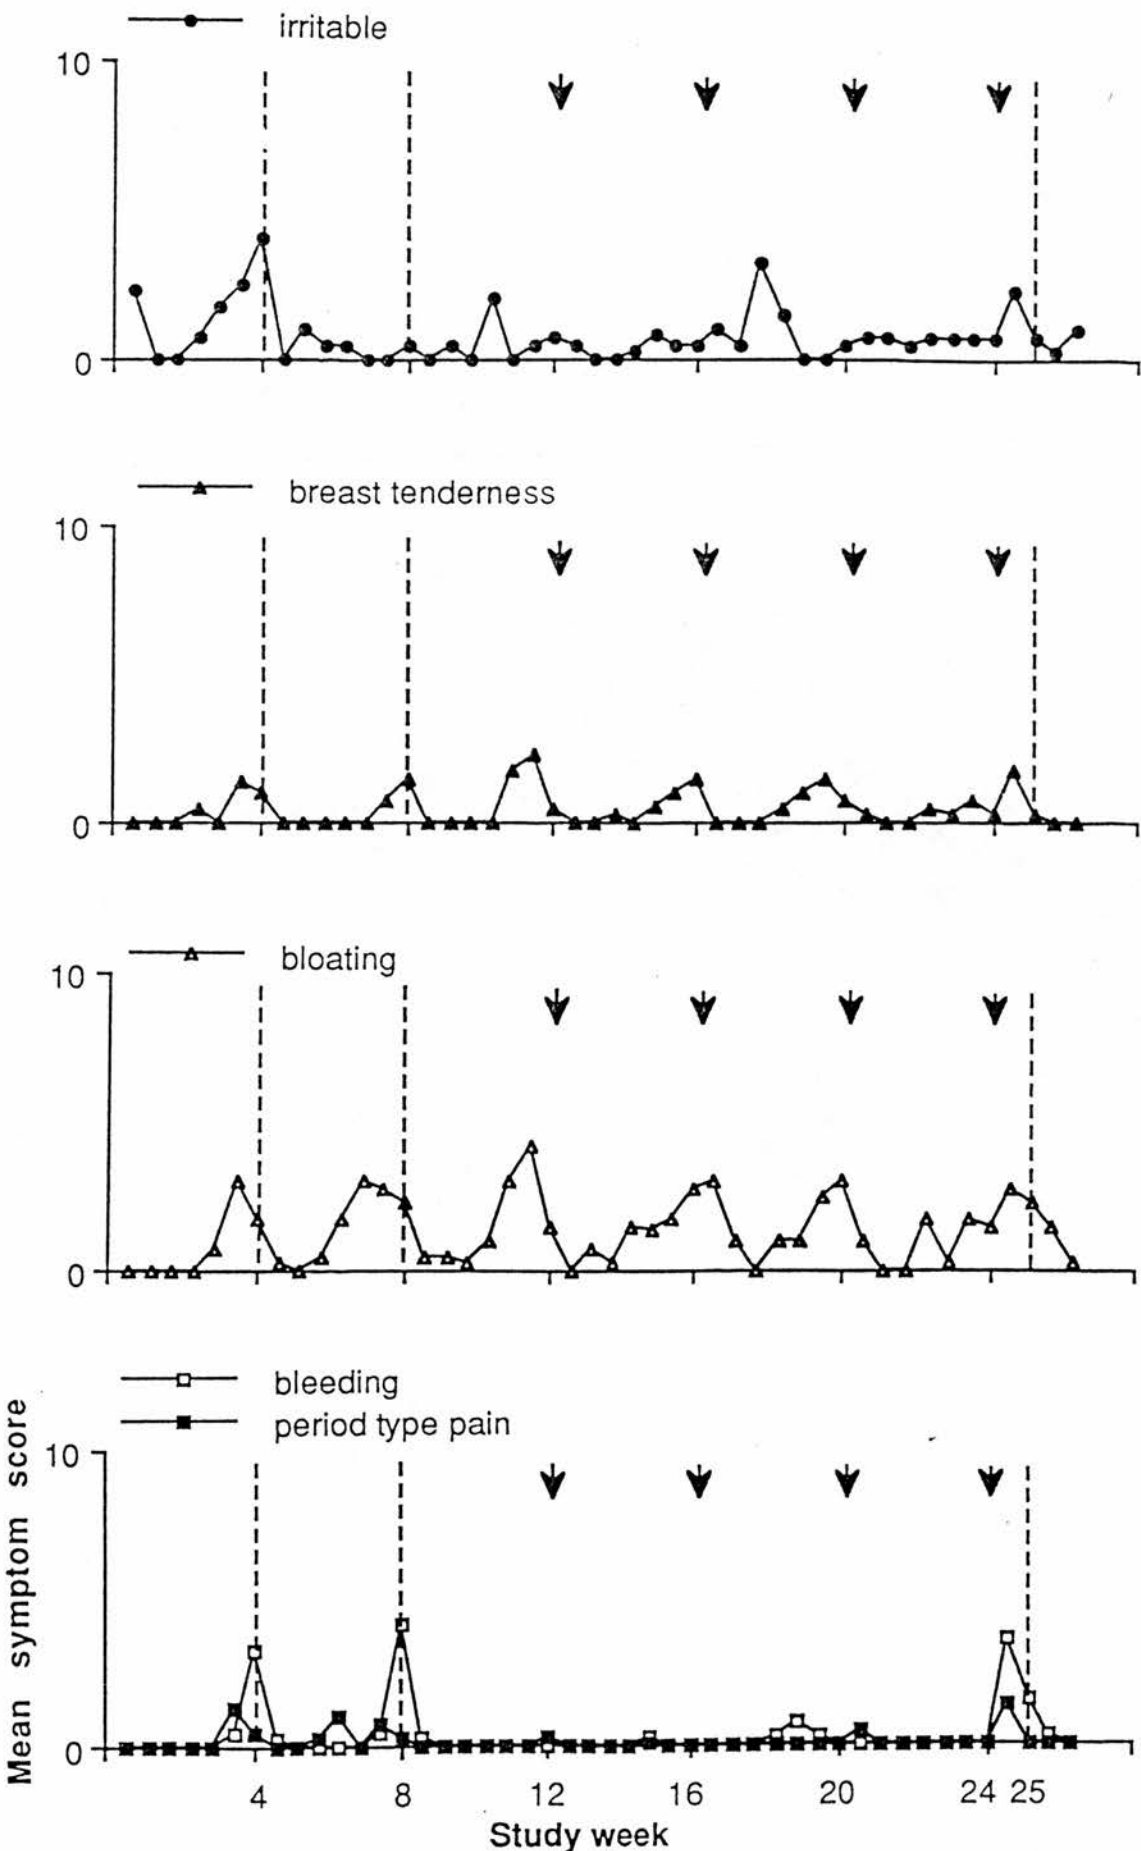 irritable
10
0
breast tenderness
10
0
bloating
10
0
bleeding
period type pain
10
0
Mean symptom score
4 8 12 16 20 24 25
Study week